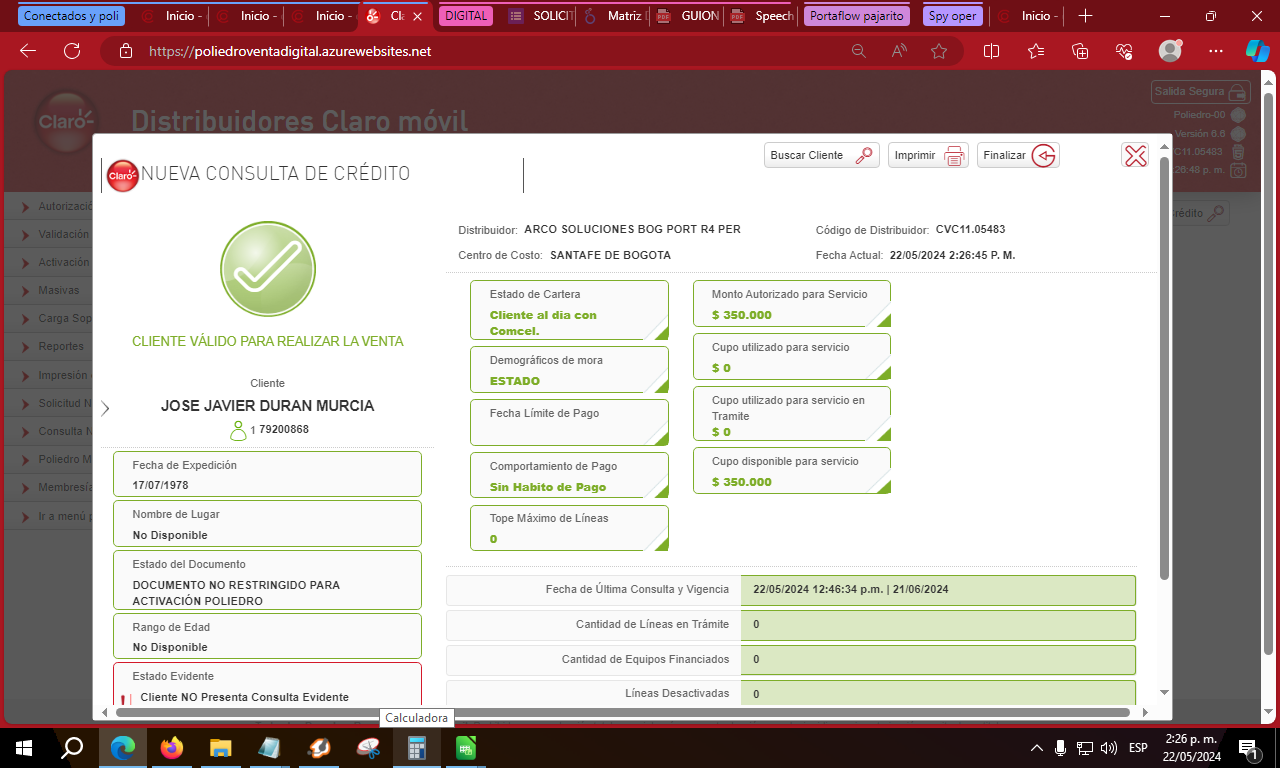 Conectados y poli
Inicio -
Inicio -
Inicio -
Cla
DIGITAL
SOLICIT
Matriz
GUION
Speech
Portaflow pajarito
Spy oper
Inicio -
https://poliedroventadigital.azurewebsites.net
Claro
Distribuidores Claro móvil
Salida Segura
Poliedro-00
Versión 6.6
C11.05483
:26:48 p. m.
Autorizació
Validación
Activación
Masivas
Carga Sop
Reportes
Impresión
Solicitud N
Consulta N
Poliedro M
Membresía
Ir a menú p
rédito
Claro
NUEVA CONSULTA DE CRÉDITO
Buscar Cliente
Imprimir
Finalizar
CLIENTE VÁLIDO PARA REALIZAR LA VENTA
Cliente
JOSE JAVIER DURAN MURCIA
1 79200868
Fecha de Expedición
17/07/1978
Nombre de Lugar
No Disponible
Estado del Documento
DOCUMENTO NO RESTRINGIDO PARA
ACTIVACIÓN POLIEDRO
Rango de Edad
No Disponible
Estado Evidente
Cliente NO Presenta Consulta Evidente
Distribuidor: ARCO SOLUCIONES BOG PORT R4 PER
Código de Distribuidor: CVC11.05483
Centro de Costo: SANTAFE DE BOGOTA
Fecha Actual: 22/05/2024 2:26:45 P. M.
Estado de Cartera
Cliente al dia con
Comcel.
Demográficos de mora
ESTADO
Fecha Límite de Pago
Comportamiento de Pago
Sin Habito de Pago
Tope Máximo de Líneas
0
Monto Autorizado para Servicio
$ 350.000
Cupo utilizado para servicio
$ 0
Cupo utilizado para servicio en
Tramite
$ 0
Cupo disponible para servicio
$ 350.000
Fecha de Última Consulta y Vigencia 22/05/2024 12:46:34 p.m. | 21/06/2024
Cantidad de Líneas en Trámite 0
Cantidad de Equipos Financiados 0
Líneas Desactivadas 0
Calculadora
ESP
2:26 p. m.
22/05/2024
1